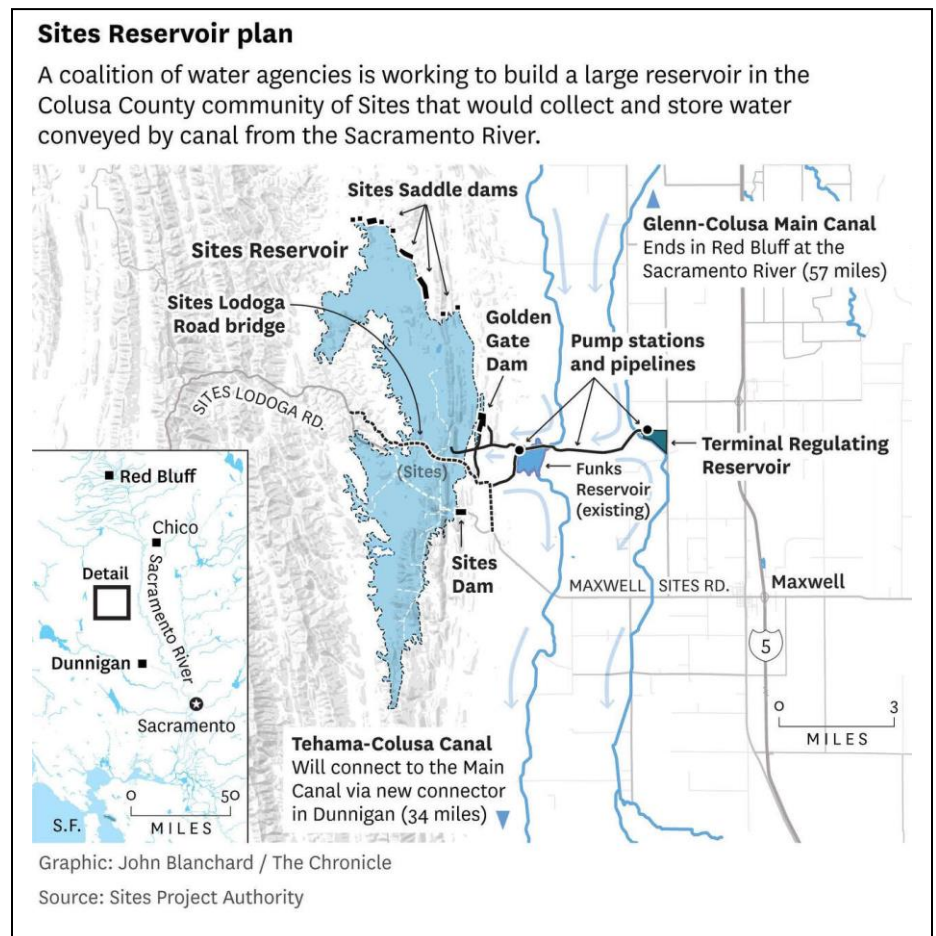 Sites Reservoir plan
A coalition of water agencies is working to build a large reservoir in the
Colusa County community of Sites that would collect and store water
conveyed by canal from the Sacramento River.
Sites Saddle dams
Sites Reservoir
Glenn-Colusa Main Canal
Ends in Red Bluff at the
Sacramento River (57 miles)
Sites Lodoga
Road bridge
Golden
Gate
Dam
Pump stations
and pipelines
SITES LODOGA RD.
Terminal Regulating
Reservoir
(Sites)
Funks
Reservoir
(existing)
Sites
Dam
MAXWELL SITES RD.
Maxwell
5
0 3
MILES
Red Bluff
Chico
Detail
Sacramento River
Dunnigan
Sacramento
0 50
MILES
S.F.
Tehama-Colusa Canal
Will connect to the Main
Canal via new connector
in Dunnigan (34 miles)
Graphic: John Blanchard / The Chronicle
Source: Sites Project Authority